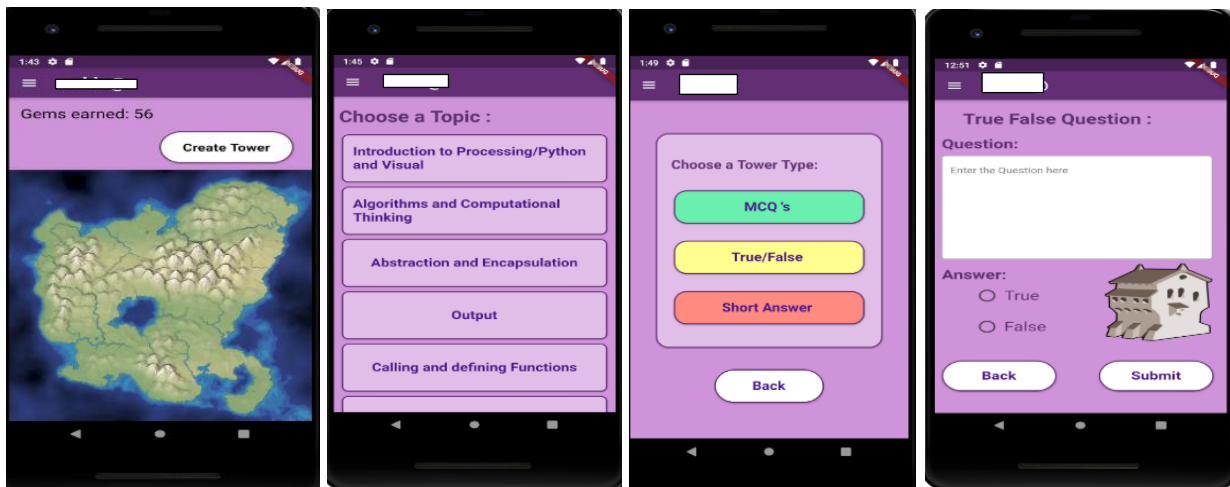 1:43
Gems earned: 56
Create Tower
1:45
Choose a Topic :
Introduction to Processing/Python
and Visual
Algorithms and Computational
Thinking
Abstraction and Encapsulation
Output
Calling and defining Functions
1:49
Choose a Tower Type:
MCQ 's
True/False
Short Answer
Back
12:51
True False Question :
Question:
Enter the Question here
Answer:
True
False
Back
Submit